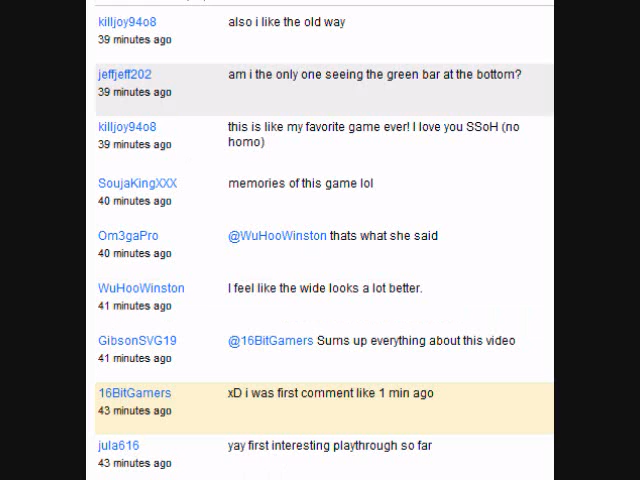 killjoy94o8 also i like the old way
39 minutes ago
jeffjeff202 am i the only one seeing the green bar at the bottom?
39 minutes ago
killjoy94o8 this is like my favorite game ever! I love you SSoH (no
39 minutes ago homo)
SoujaKingXXX memories of this game lol
40 minutes ago
Om3gaPro @WuHooWinston thats what she said
40 minutes ago
WuHooWinston I feel like the wide looks a lot better.
41 minutes ago
GibsonSVG19 @16BitGamers Sums up everything about this video
41 minutes ago
16BitGamers xD i was first comment like 1 min ago
43 minutes ago
jula616 yay first interesting playthrough so far
43 minutes ago